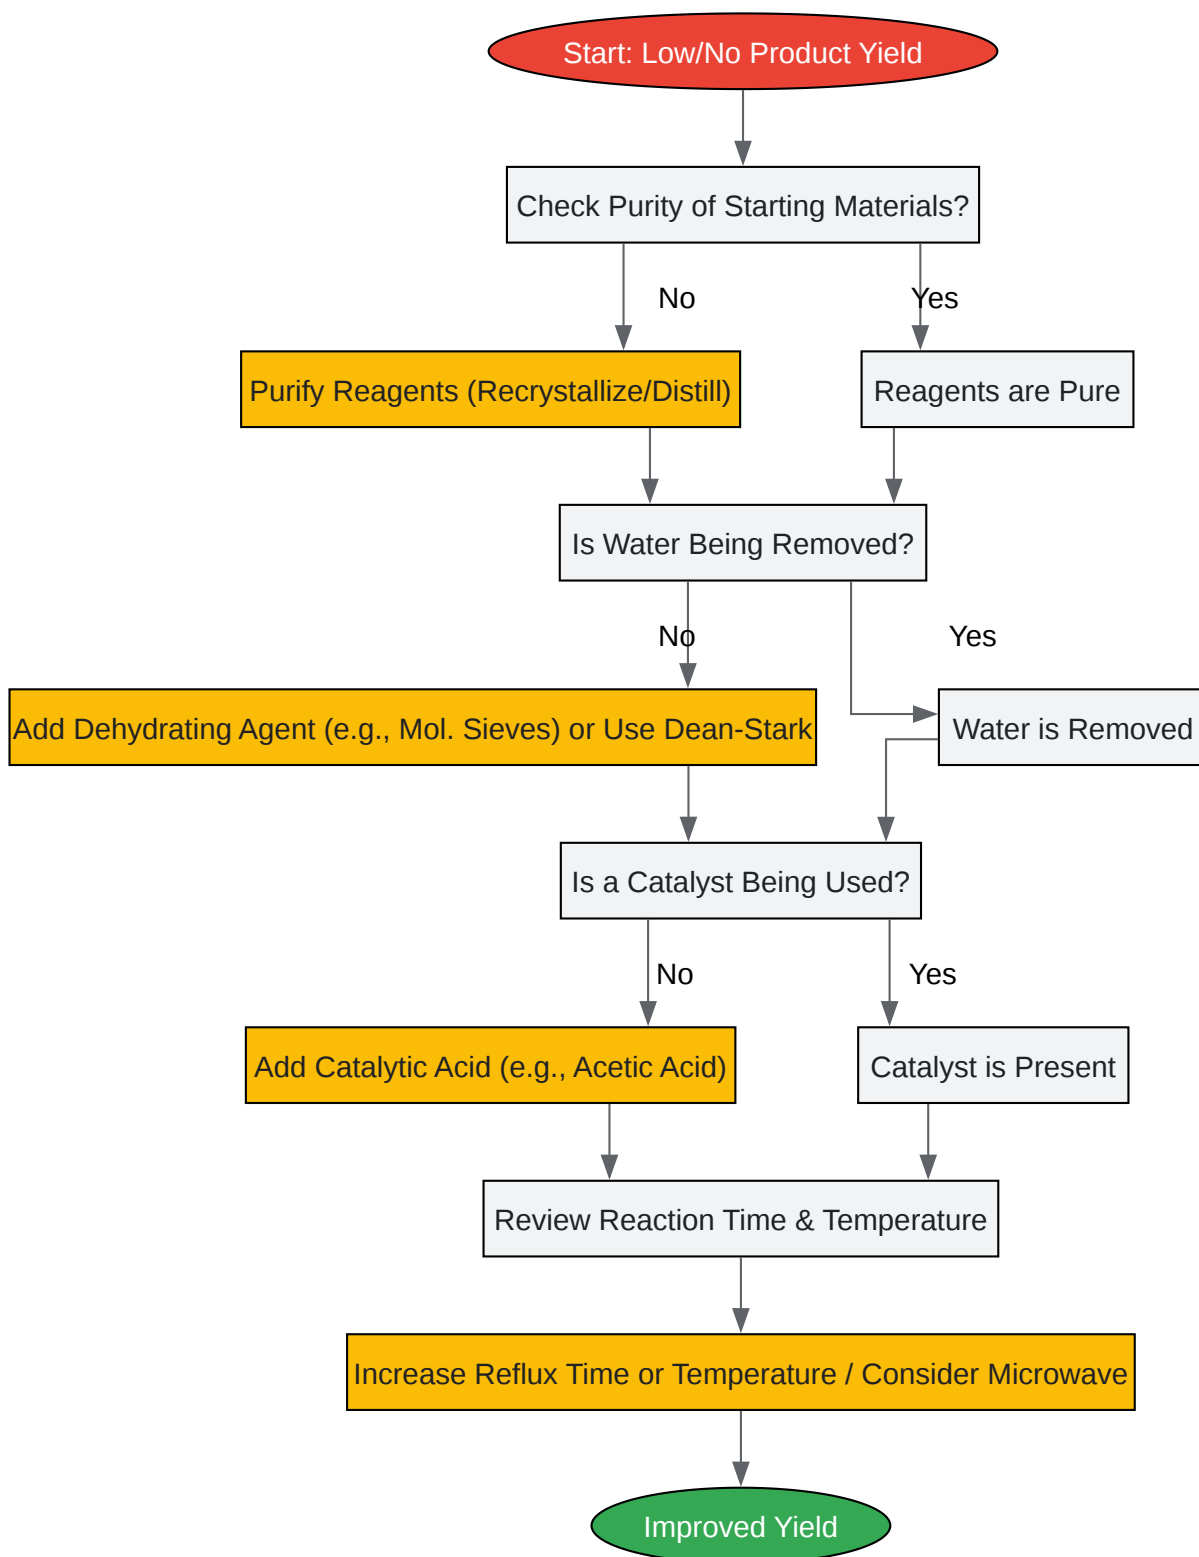 Start: Low/No Product Yield
Check Purity of Starting Materials?
No
Yes
Purify Reagents (Recrystallize/Distill)
Reagents are Pure
Is Water Being Removed?
No
Yes
Add Dehydrating Agent (e.g., Mol. Sieves) or Use Dean-Stark
Water is Removed
Is a Catalyst Being Used?
No
Yes
Add Catalytic Acid (e.g., Acetic Acid)
Catalyst is Present
Review Reaction Time & Temperature
Increase Reflux Time or Temperature / Consider Microwave
Improved Yield